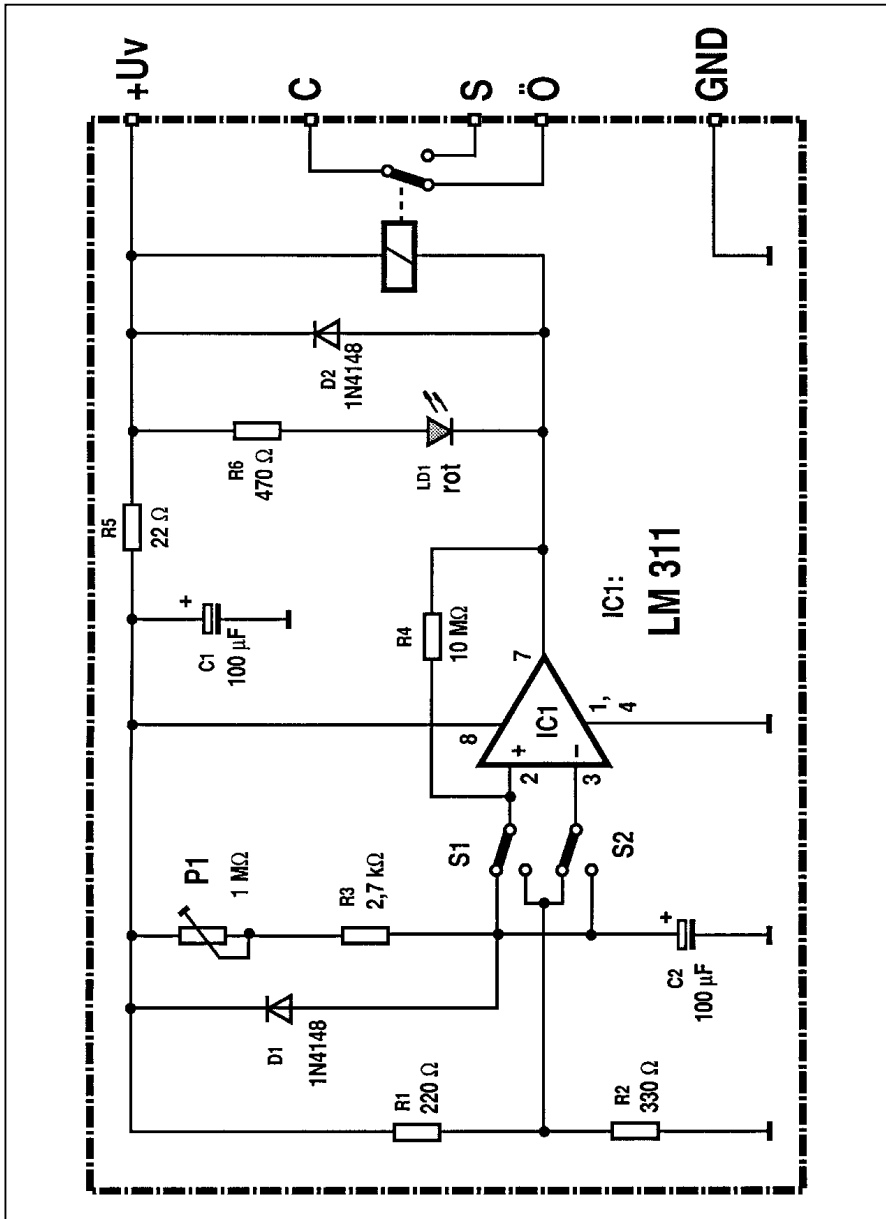 +Uv
C
S
Ö
GND
R5
22 Ω
C1
100 µF
+
P1
1 MΩ
R3
2,7 kΩ
D1
1N4148
R1
220 Ω
R2
330 Ω
S1
S2
C2
100 µF
+
8
2
+
IC1
3
−
7
1,
4
R4
10 MΩ
R6
470 Ω
LD1
rot
D2
1N4148
IC1:
LM 311